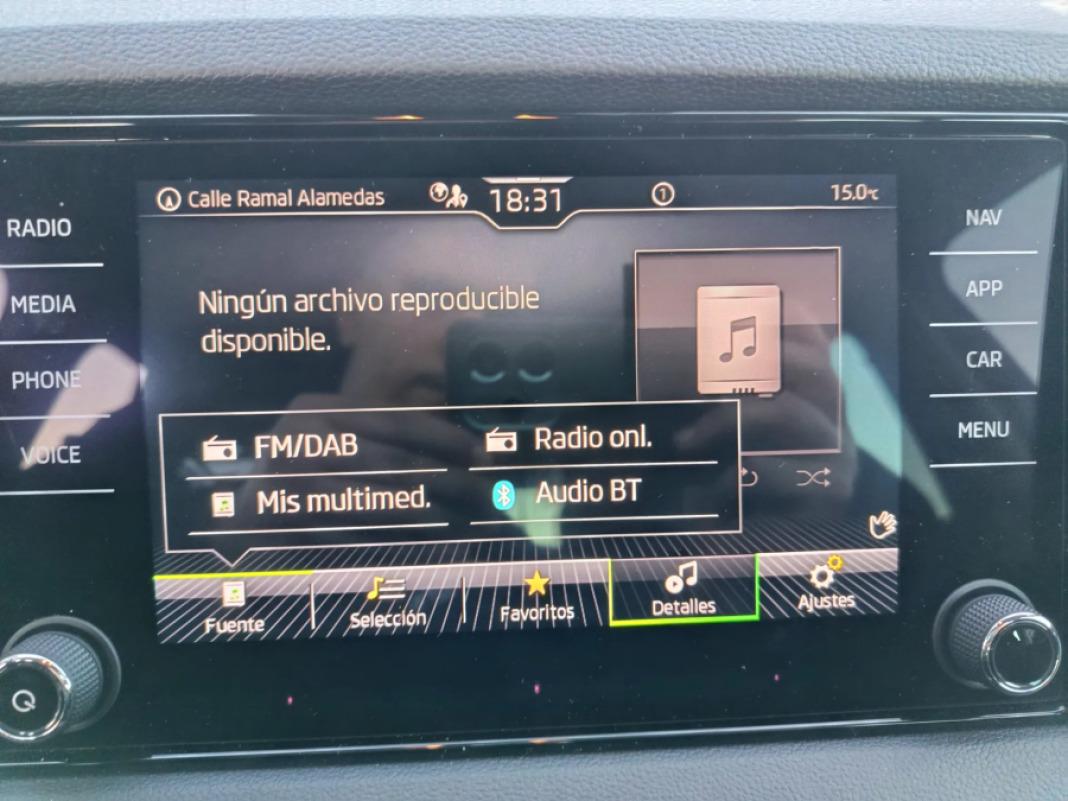 Calle Ramal Alamedas
18:31
1
15.0°C
RADIO
MEDIA
PHONE
VOICE
NAV
APP
CAR
MENU
Ningún archivo reproducible
disponible.
FM/DAB
Radio onl.
Mis multimed.
Audio BT
Fuente
Selección
Favoritos
Detalles
Ajustes